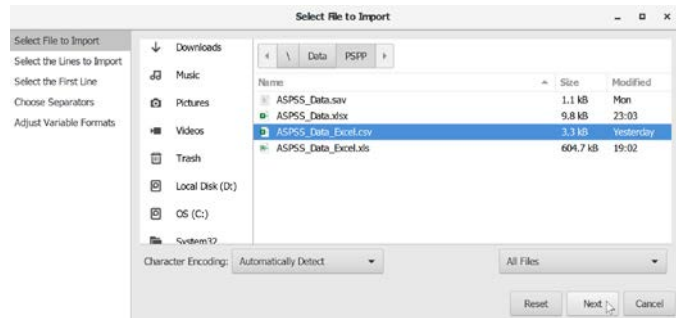 Select File to Import
Select File to Import
Select the Lines to Import
Select the First Line
Choose Separators
Adjust Variable Formats
Downloads
Music
Pictures
Videos
Trash
Local Disk (D:)
OS (C:)
System32
\ Data PSPP
Name Size Modified
ASPSS_Data.sav 1.1 kB Mon
ASPSS_Data.xlsx 9.8 kB 23:03
ASPSS_Data_Excel.csv 3.3 kB Yesterday
ASPSS_Data_Excel.xls 604.7 kB 19:02
Character Encoding: Automatically Detect All Files
Reset Next Cancel